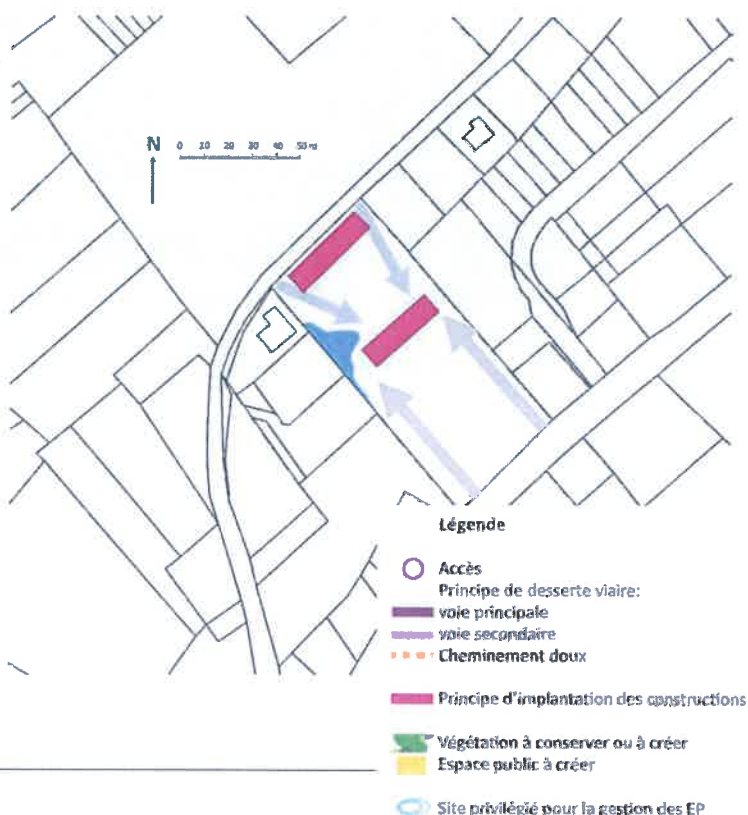 N
0 10 20 30 40 50 m
Légende
Accès
Principe de desserte viaire:
voie principale
voie secondaire
Cheminement doux
Principe d'implantation des constructions
Végétation à conserver ou à créer
Espace public à créer
Site privilégié pour la gestion des EP